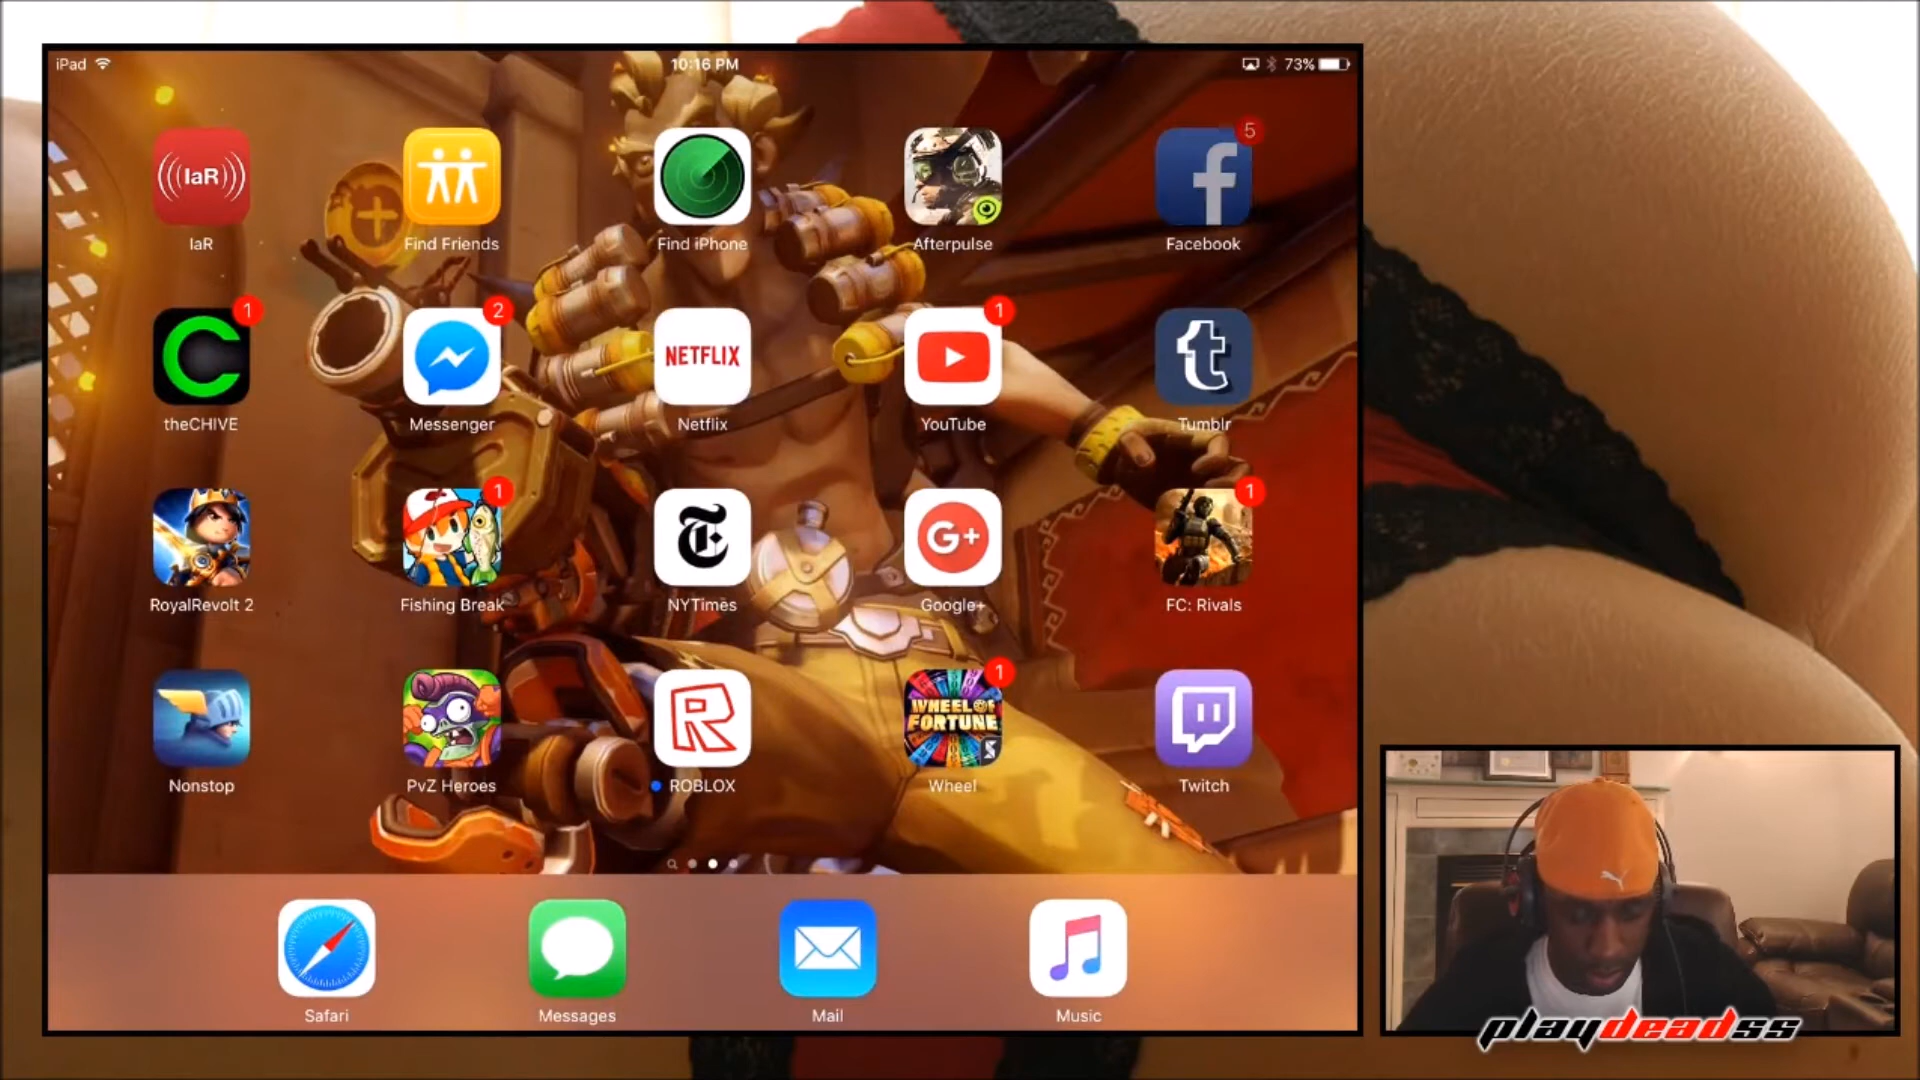 iPad 10:16 PM 73%
5
((IaR))
IaR Find Friends Find iPhone Afterpulse Facebook
1 2 1
NETFLIX
theCHIVE Messenger Netflix YouTube Tumblr
1 1
G+
RoyalRevolt 2 Fishing Break NYTimes Google+ FC: Rivals
1
WHEEL OF
FORTUNE
Nonstop PvZ Heroes ROBLOX Wheel Twitch
Safari Messages Mail Music
playdeadss